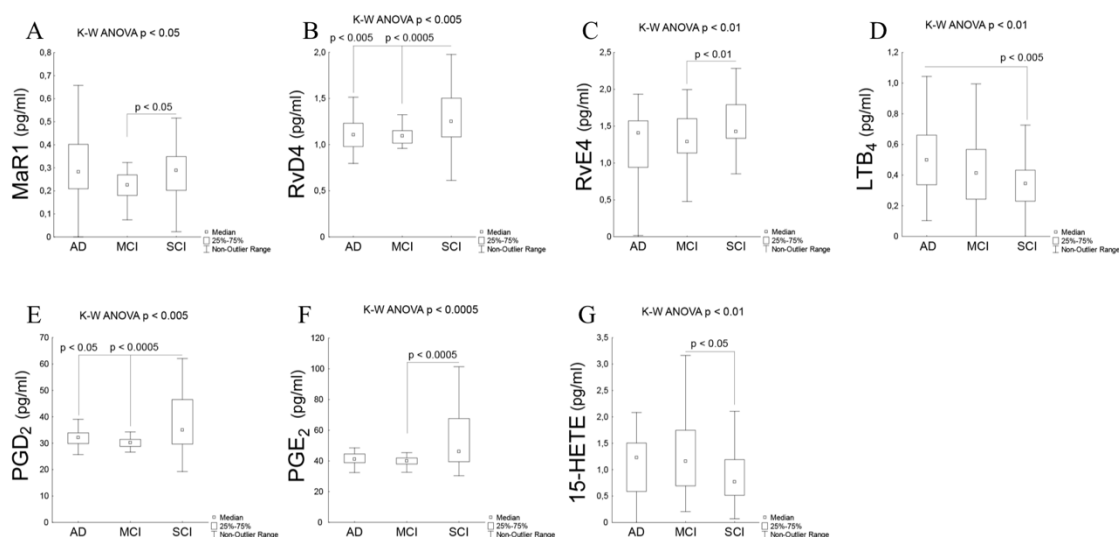 A
K-W ANOVA p < 0.05
p < 0.05
MaR1 (pg/ml)
0,8
0,7
0,6
0,5
0,4
0,3
0,2
0,1
0
AD MCI SCI
Median
25%-75%
Non-Outlier Range
B
K-W ANOVA p < 0.005
p < 0.005 p < 0.0005
RvD4 (pg/ml)
2,0
1,5
1,0
0,5
0,0
AD MCI SCI
Median
25%-75%
Non-Outlier Range
C
K-W ANOVA p < 0.01
p < 0.01
RvE4 (pg/ml)
2,5
2,0
1,5
1,0
0,5
0,0
AD MCI SCI
Median
25%-75%
Non-Outlier Range
D
K-W ANOVA p < 0.01
p < 0.005
LTB4 (pg/ml)
1,2
1,0
0,8
0,6
0,4
0,2
0,0
AD MCI SCI
Median
25%-75%
Non-Outlier Range
E
K-W ANOVA p < 0.005
p < 0.05 p < 0.0005
PGD2 (pg/ml)
70
60
50
40
30
20
10
0
AD MCI SCI
Median
25%-75%
Non-Outlier Range
F
K-W ANOVA p < 0.0005
p < 0.0005
PGE2 (pg/ml)
120
100
80
60
40
20
0
AD MCI SCI
Median
25%-75%
Non-Outlier Range
G
K-W ANOVA p < 0.01
p < 0.05
15-HETE (pg/ml)
3,5
3,0
2,5
2,0
1,5
1,0
0,5
0,0
AD MCI SCI
Median
25%-75%
Non-Outlier Range